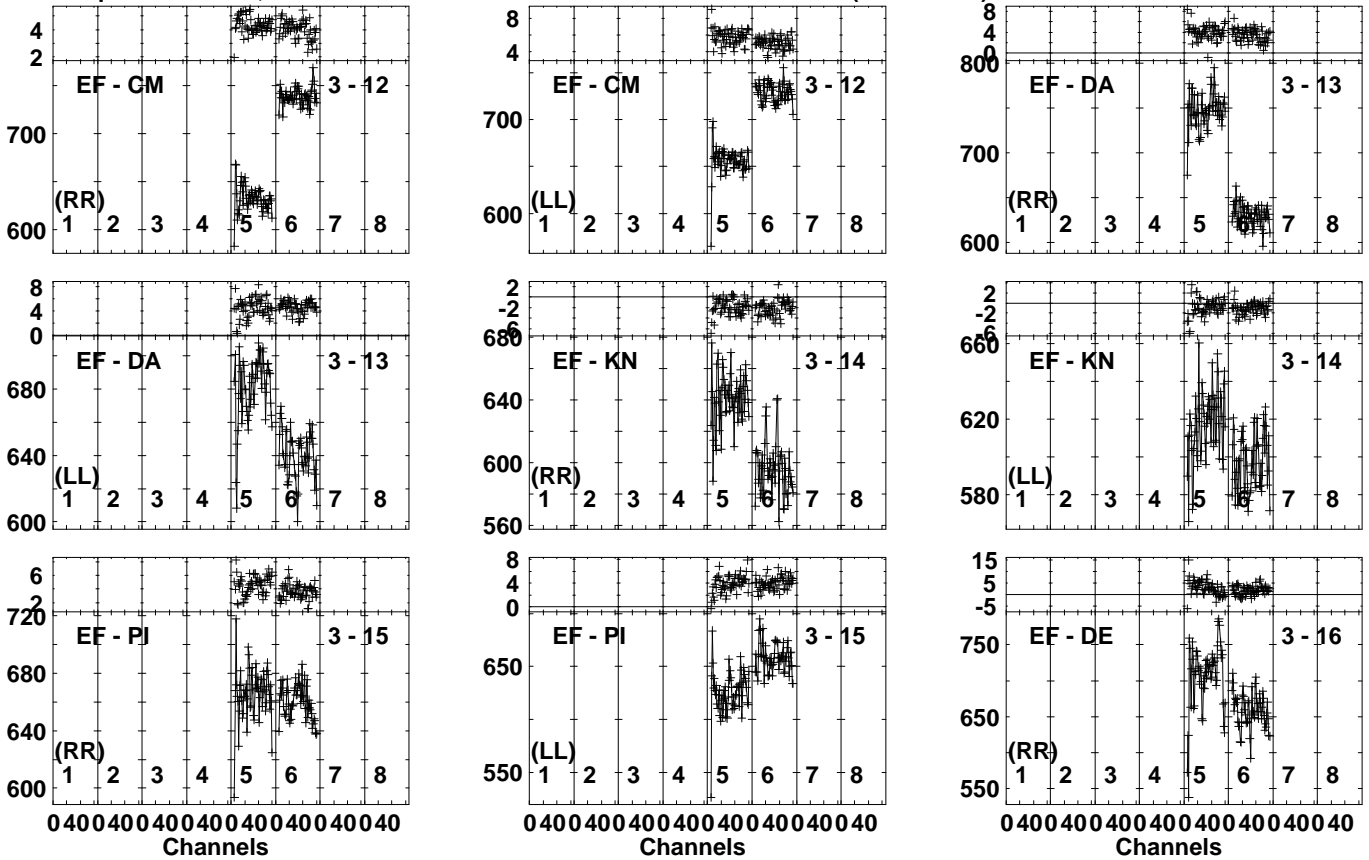 4
2
EF - CM 3 - 12
700
(RR)
600
1 2 3 4 5 6 7 8
8
4
EF - CM 3 - 12
700
(LL)
600
1 2 3 4 5 6 7 8
8
4
0
800
EF - DA 3 - 13
700
(RR)
600
1 2 3 4 5 6 7 8
8
4
0
EF - DA 3 - 13
680
640
(LL)
600
1 2 3 4 5 6 7 8
2
-2
-6
680
EF - KN 3 - 14
640
600
(RR)
560
1 2 3 4 5 6 7 8
2
-2
-6
660
EF - KN 3 - 14
620
580
(LL)
1 2 3 4 5 6 7 8
6
2
720
EF - PI 3 - 15
680
640
(RR)
600
1 2 3 4 5 6 7 8
0 40 0 40 0 40 0 40 0 40 0 40 0 40 0 40
Channels
8
4
0
EF - PI 3 - 15
650
(LL)
550
1 2 3 4 5 6 7 8
0 40 0 40 0 40 0 40 0 40 0 40 0 40 0 40
Channels
15
5
-5
EF - DE 3 - 16
750
650
(RR)
550
1 2 3 4 5 6 7 8
0 40 0 40 0 40 0 40 0 40 0 40 0 40 0 40
Channels